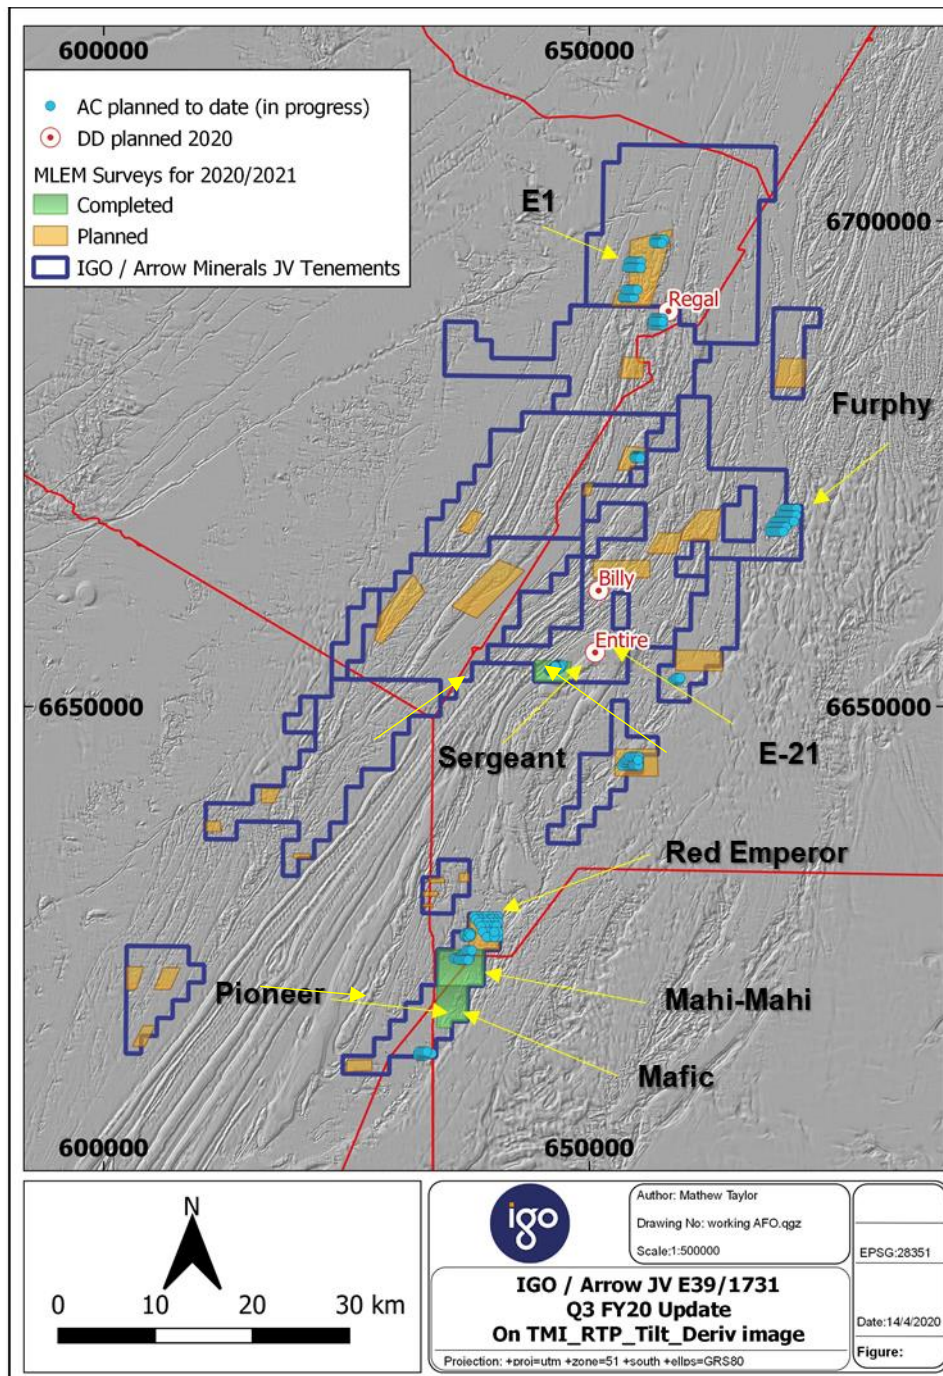 600000
650000
AC planned to date (in progress)
DD planned 2020
MLEM Surveys for 2020/2021
Completed
Planned
IGO / Arrow Minerals JV Tenements
E1
6700000
Regal
Furphy
Billy
Entire
6650000
6650000
Sergeant
E-21
Red Emperor
Pioneer
Mahi-Mahi
Mafic
600000
650000
N
0 10 20 30 km
igo
Author: Mathew Taylor
Drawing No: working AFO.qgz
Scale:1:500000
EPSG:28351
IGO / Arrow JV E39/1731
Q3 FY20 Update
On TMI_RTP_Tilt_Deriv image
Date:14/4/2020
Figure:
Projection: +proj=utm +zone=51 +south +ellps=GRS80